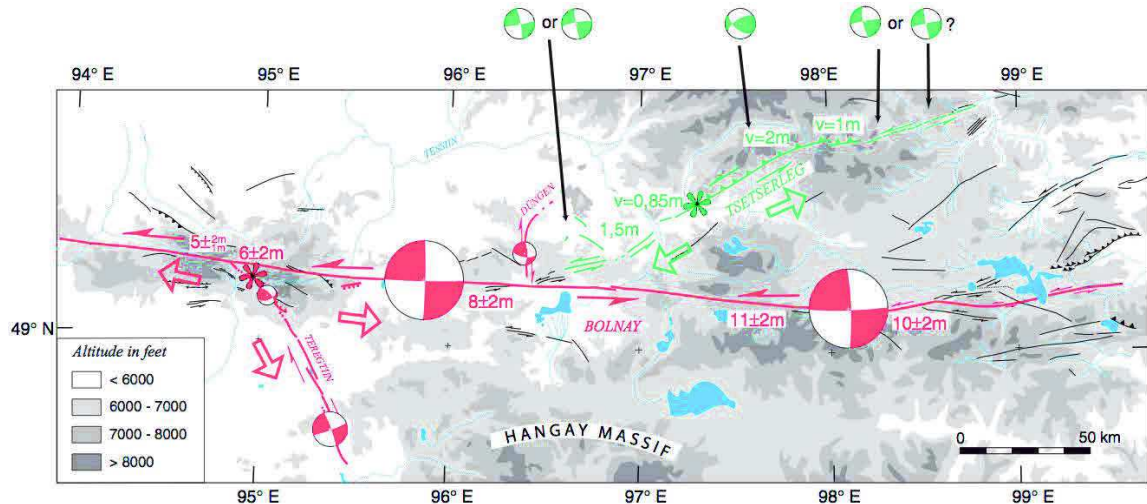 or
or
?
94° E
95° E
96° E
97° E
98° E
99° E
TESSIIN
v=1m
v=2m
DÜNGEN
v=0,85m
TSETSERLEG
1,5m
5±2m
1m
6±2m
8±2m
BOLNAY
11±2m
10±2m
49° N
TEREGTIIN
Altitude in feet
< 6000
6000 - 7000
7000 - 8000
> 8000
HANGAY MASSIF
0
50 km
95° E
96° E
97° E
98° E
99° E